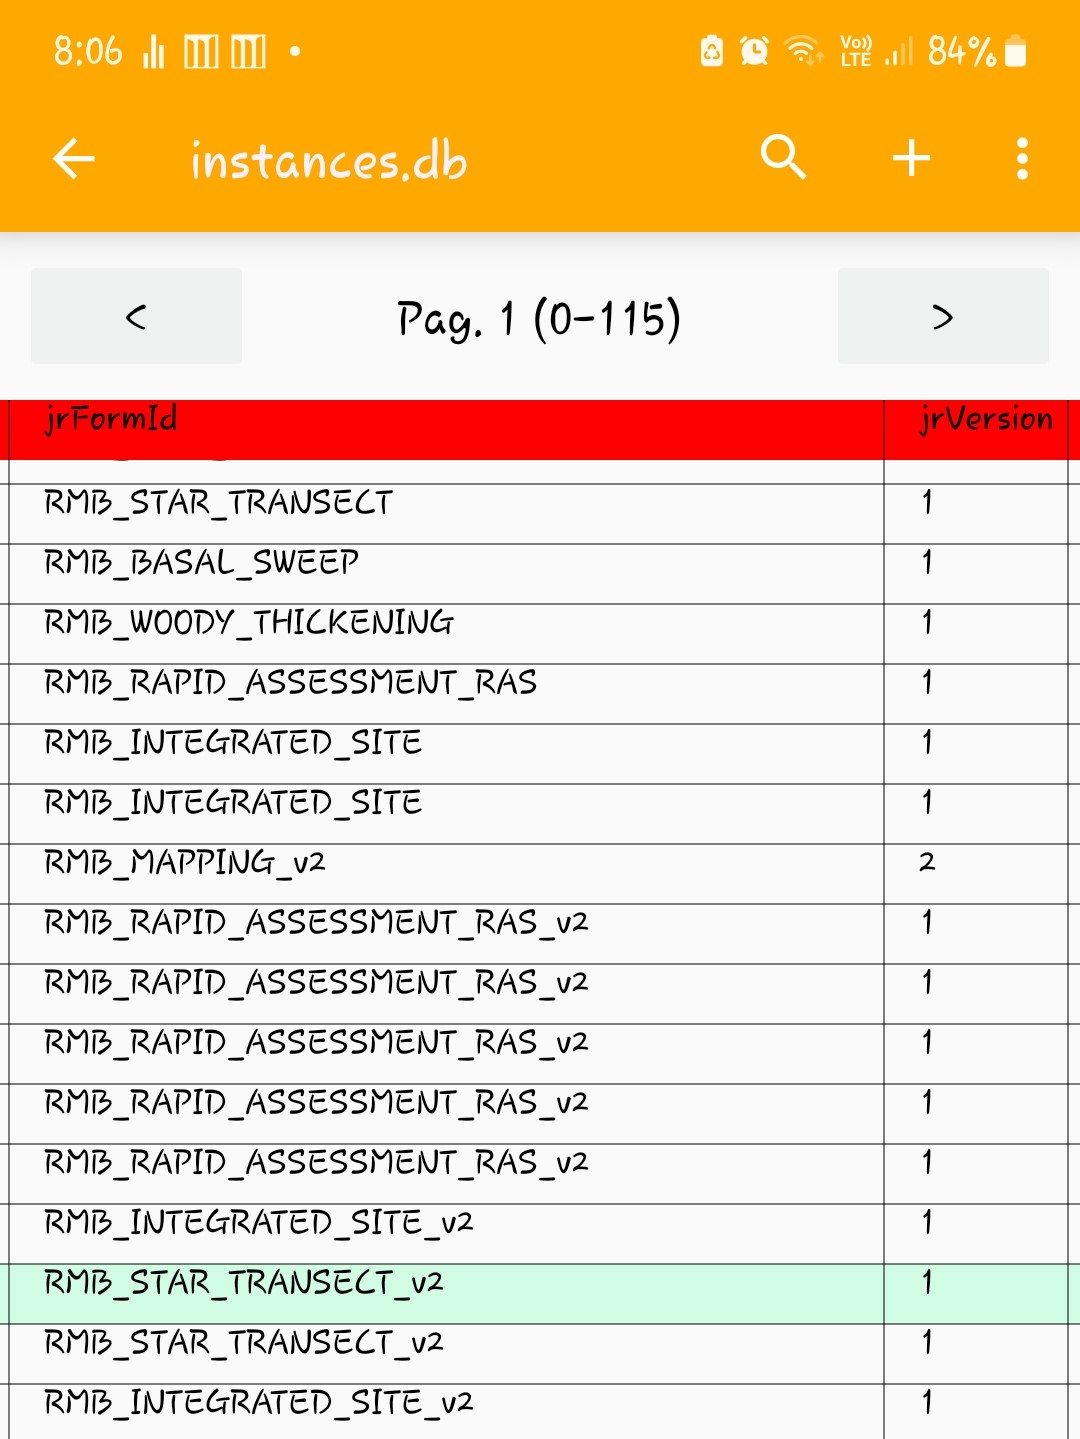 8:06 84%
Vo)) LTE
instances.db
< Pag. 1 (0-115) >
jrFormId jrVersion
RMB_STAR_TRANSECT 1
RMB_BASAL_SWEEP 1
RMB_WOODY_THICKENING 1
RMB_RAPID_ASSESSMENT_RAS 1
RMB_INTEGRATED_SITE 1
RMB_INTEGRATED_SITE 1
RMB_MAPPING_v2 2
RMB_RAPID_ASSESSMENT_RAS_v2 1
RMB_RAPID_ASSESSMENT_RAS_v2 1
RMB_RAPID_ASSESSMENT_RAS_v2 1
RMB_RAPID_ASSESSMENT_RAS_v2 1
RMB_RAPID_ASSESSMENT_RAS_v2 1
RMB_INTEGRATED_SITE_v2 1
RMB_STAR_TRANSECT_v2 1
RMB_STAR_TRANSECT_v2 1
RMB_INTEGRATED_SITE_v2 1